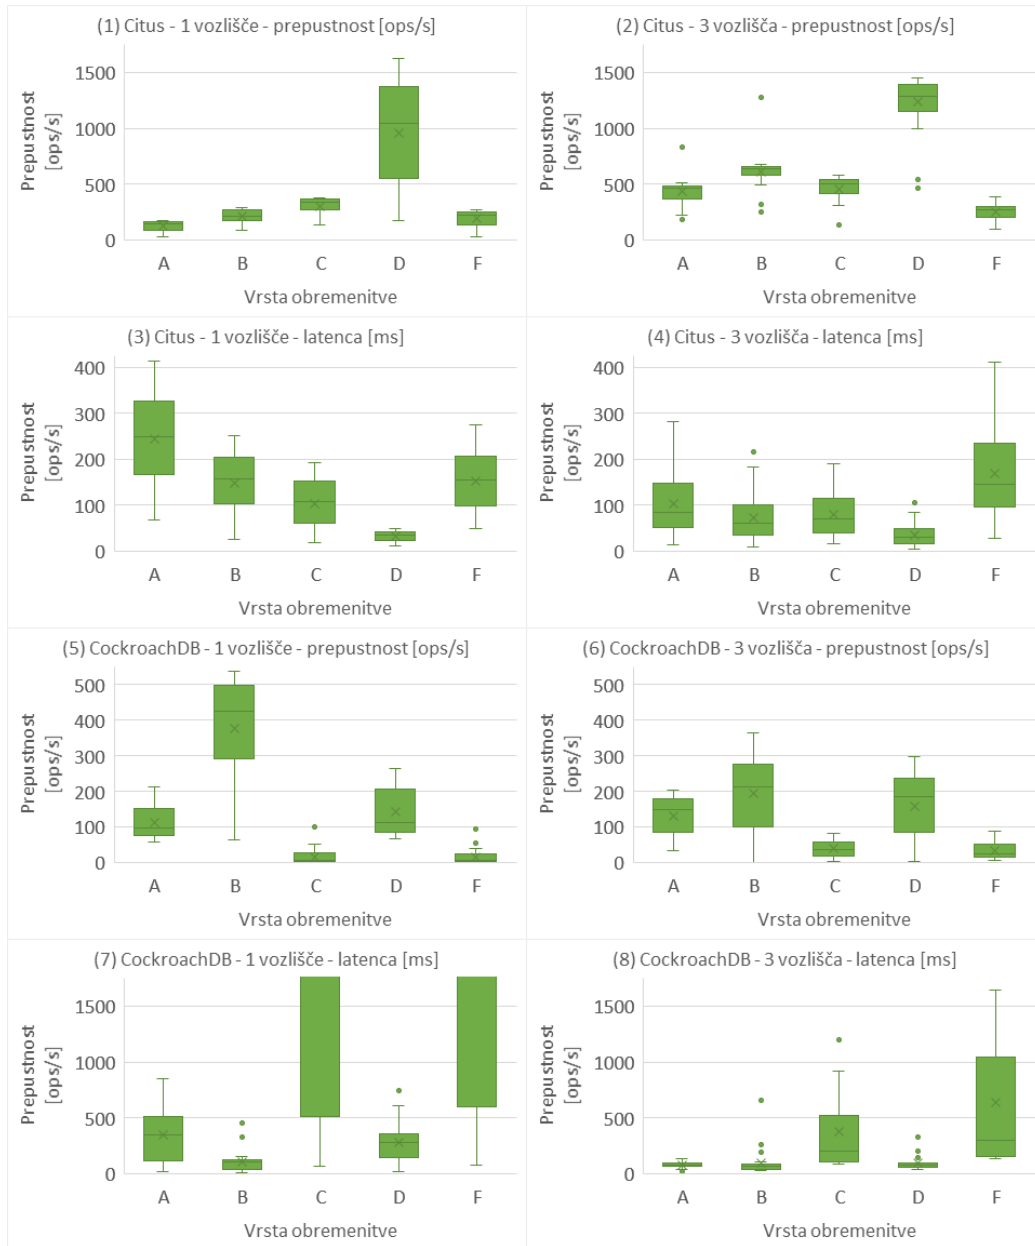 (1) Citus - 1 vozlišče - prepustnost [ops/s]
Prepustnost
[ops/s]
1500
1000
500
0
A B C D F
Vrsta obremenitve
(2) Citus - 3 vozlišča - prepustnost [ops/s]
Prepustnost
[ops/s]
1500
1000
500
0
A B C D F
Vrsta obremenitve
(3) Citus - 1 vozlišče - latenca [ms]
Prepustnost
[ops/s]
400
300
200
100
0
A B C D F
Vrsta obremenitve
(4) Citus - 3 vozlišča - latenca [ms]
Prepustnost
[ops/s]
400
300
200
100
0
A B C D F
Vrsta obremenitve
(5) CockroachDB - 1 vozlišče - prepustnost [ops/s]
Prepustnost
[ops/s]
500
400
300
200
100
0
A B C D F
Vrsta obremenitve
(6) CockroachDB - 3 vozlišča - prepustnost [ops/s]
Prepustnost
[ops/s]
500
400
300
200
100
0
A B C D F
Vrsta obremenitve
(7) CockroachDB - 1 vozlišče - latenca [ms]
Prepustnost
[ops/s]
1500
1000
500
0
A B C D F
Vrsta obremenitve
(8) CockroachDB - 3 vozlišča - latenca [ms]
Prepustnost
[ops/s]
1500
1000
500
0
A B C D F
Vrsta obremenitve